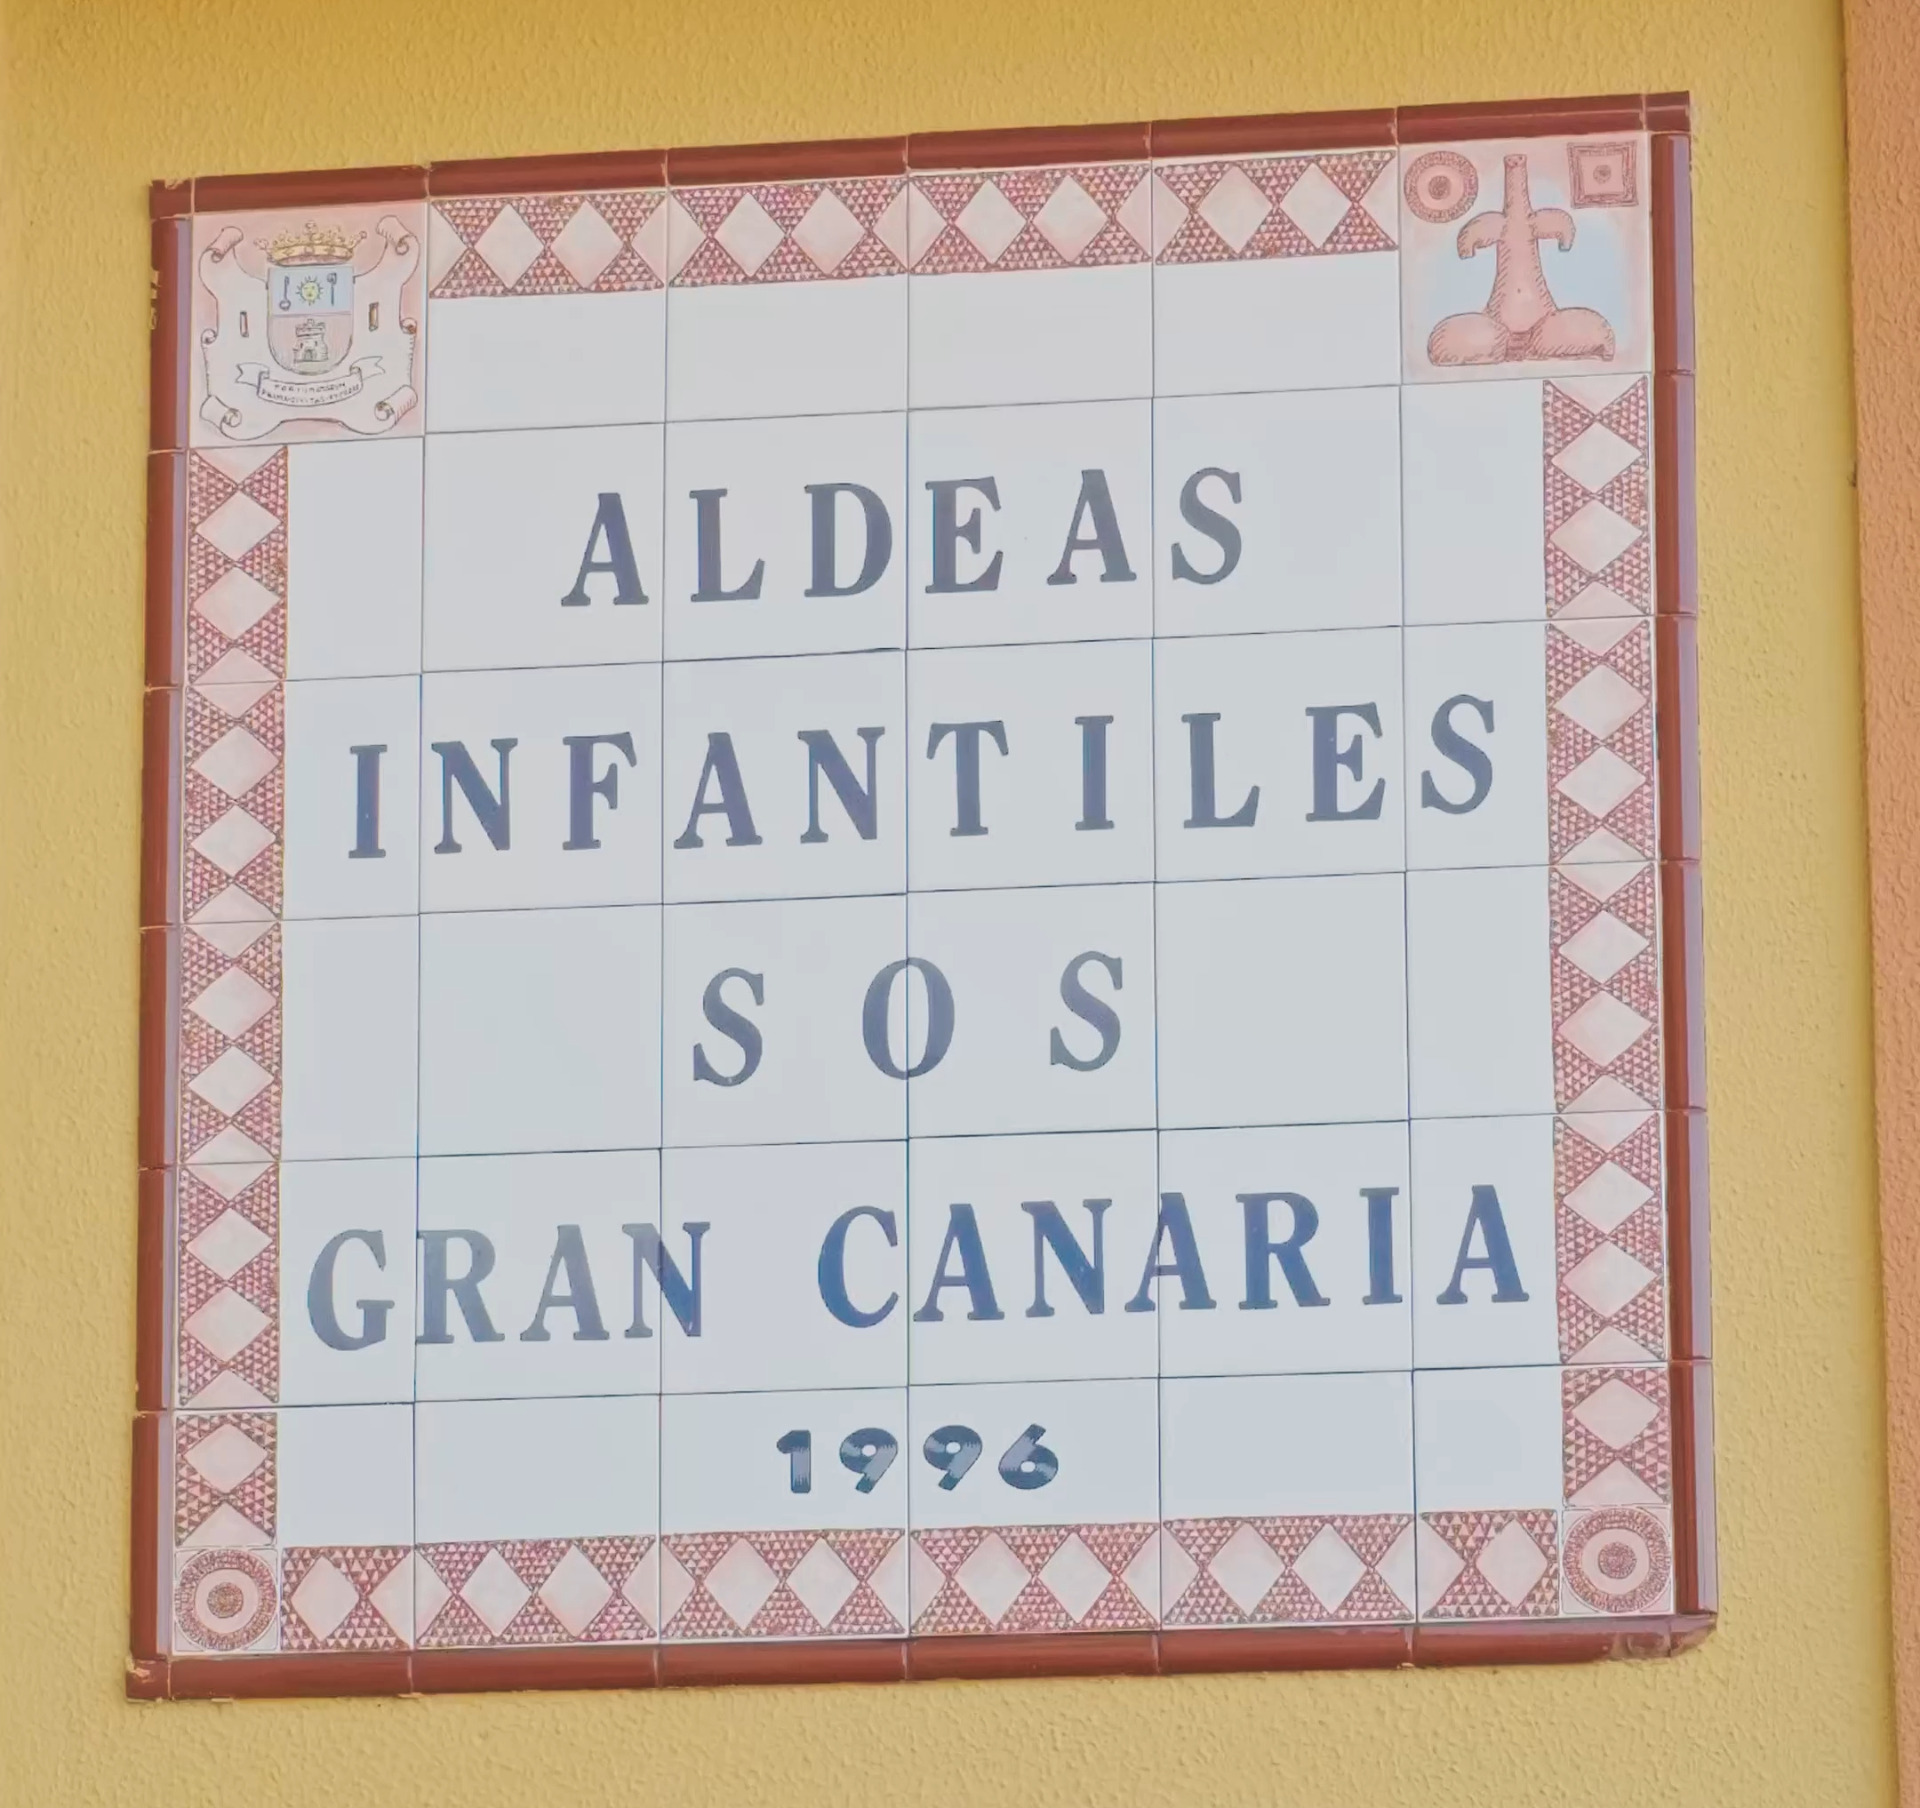 ALDEAS
INFANTILES
SOS
GRAN CANARIA
1996